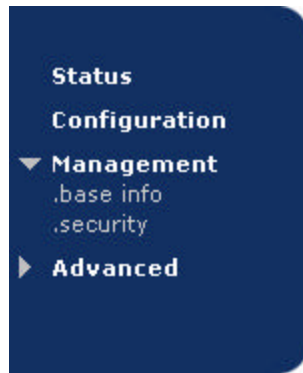 Status
Configuration
Management
.base info
.security
Advanced